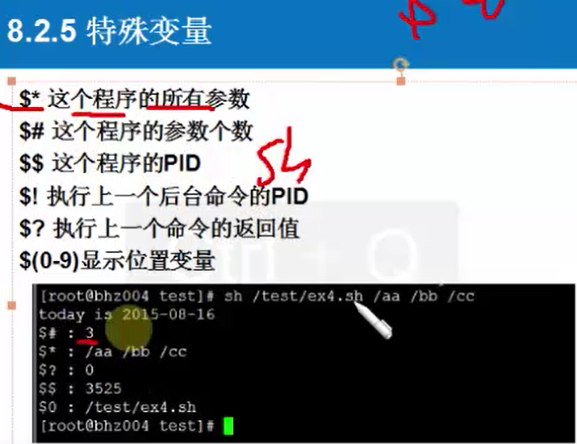 8.2.5 特殊变量
$* 这个程序的所有参数
$# 这个程序的参数个数
$$ 这个程序的PID
sh
$! 执行上一个后台命令的PID
$? 执行上一个命令的返回值
Ctrl + Q
$(0-9)显示位置变量
[root@bhz004 test]# sh /test/ex4.sh /aa /bb /cc
today is 2015-08-16
$# : 3
$* : /aa /bb /cc
$? : 0
$$ : 3525
$0 : /test/ex4.sh
[root@bhz004 test]#